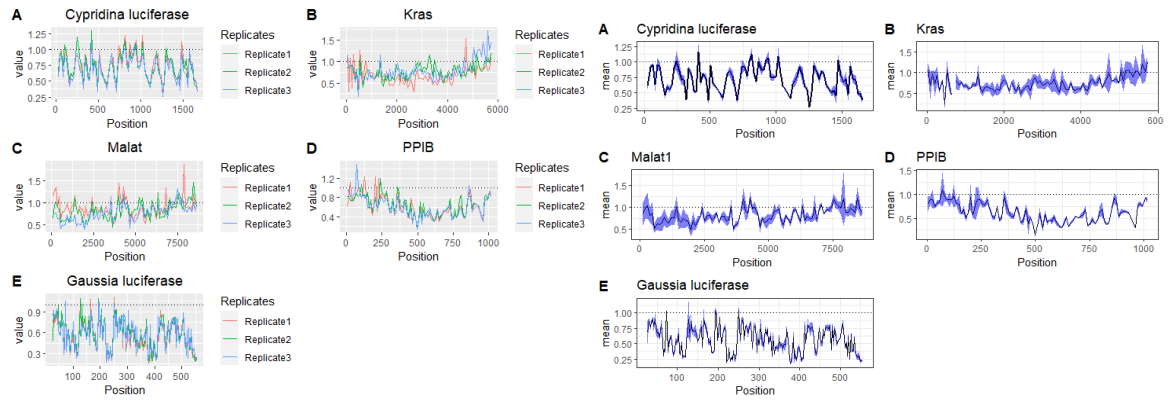 A
Cypridina luciferase
value
1.25
1.00
0.75
0.50
0.25
0
500
1000
1500
Position
Replicates
Replicate1
Replicate2
Replicate3
B
Kras
value
1.5
1.0
0.5
0
2000
4000
6000
Position
Replicates
Replicate1
Replicate2
Replicate3
C
Malat
value
1.5
1.0
0.5
0
2500
5000
7500
Position
Replicates
Replicate1
Replicate2
Replicate3
D
PPIB
value
1.2
0.8
0.4
0
250
500
750
1000
Position
Replicates
Replicate1
Replicate2
Replicate3
E
Gaussia luciferase
value
0.9
0.6
0.3
100
200
300
400
500
Position
Replicates
Replicate1
Replicate2
Replicate3
A
Cypridina luciferase
mean
1.25
1.00
0.75
0.50
0.25
0
500
1000
1500
Position
B
Kras
mean
1.5
1.0
0.5
0
2000
4000
600
Position
C
Malat1
mean
1.5
1.0
0.5
2500
5000
7500
Position
D
PPIB
mean
1.5
1.0
0.5
0
250
500
750
1000
Position
E
Gaussia luciferase
mean
1.00
0.75
0.50
0.25
100
200
300
400
500
Position